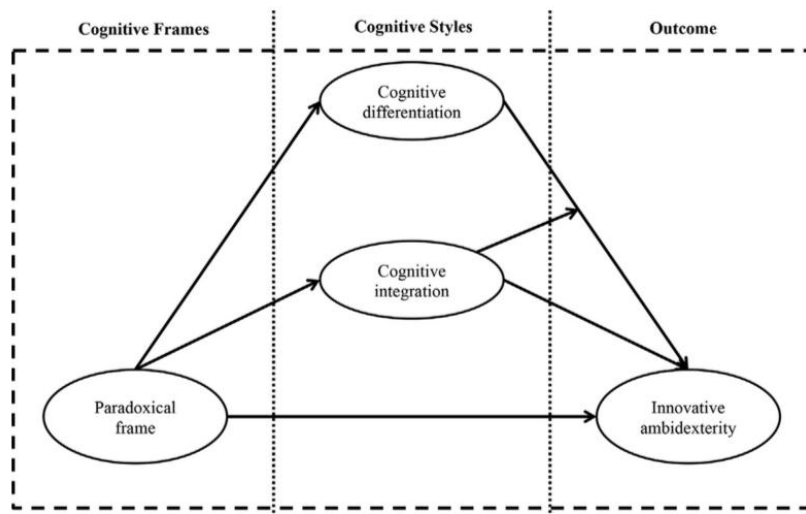 Cognitive Frames
Cognitive Styles
Outcome
Cognitive
differentiation
Cognitive
integration
Paradoxical
frame
Innovative
ambidexterity